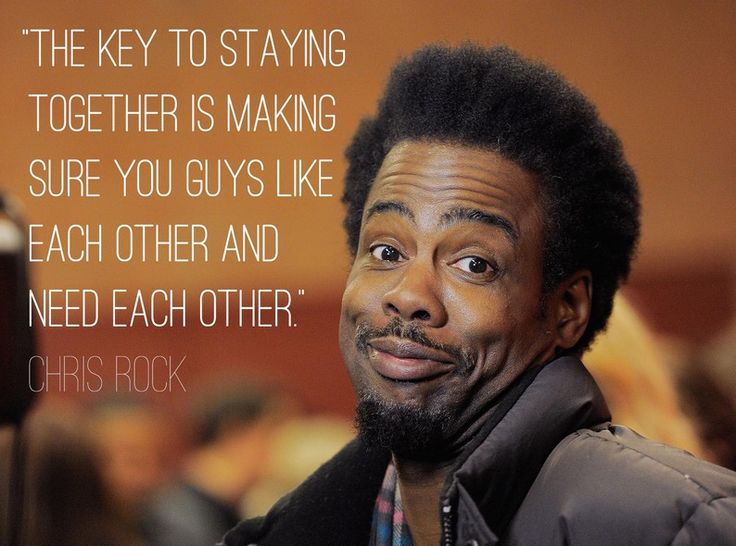 "THE KEY TO STAYING
TOGETHER IS MAKING
SURE YOU GUYS LIKE
EACH OTHER AND
NEED EACH OTHER."
CHRIS ROCK